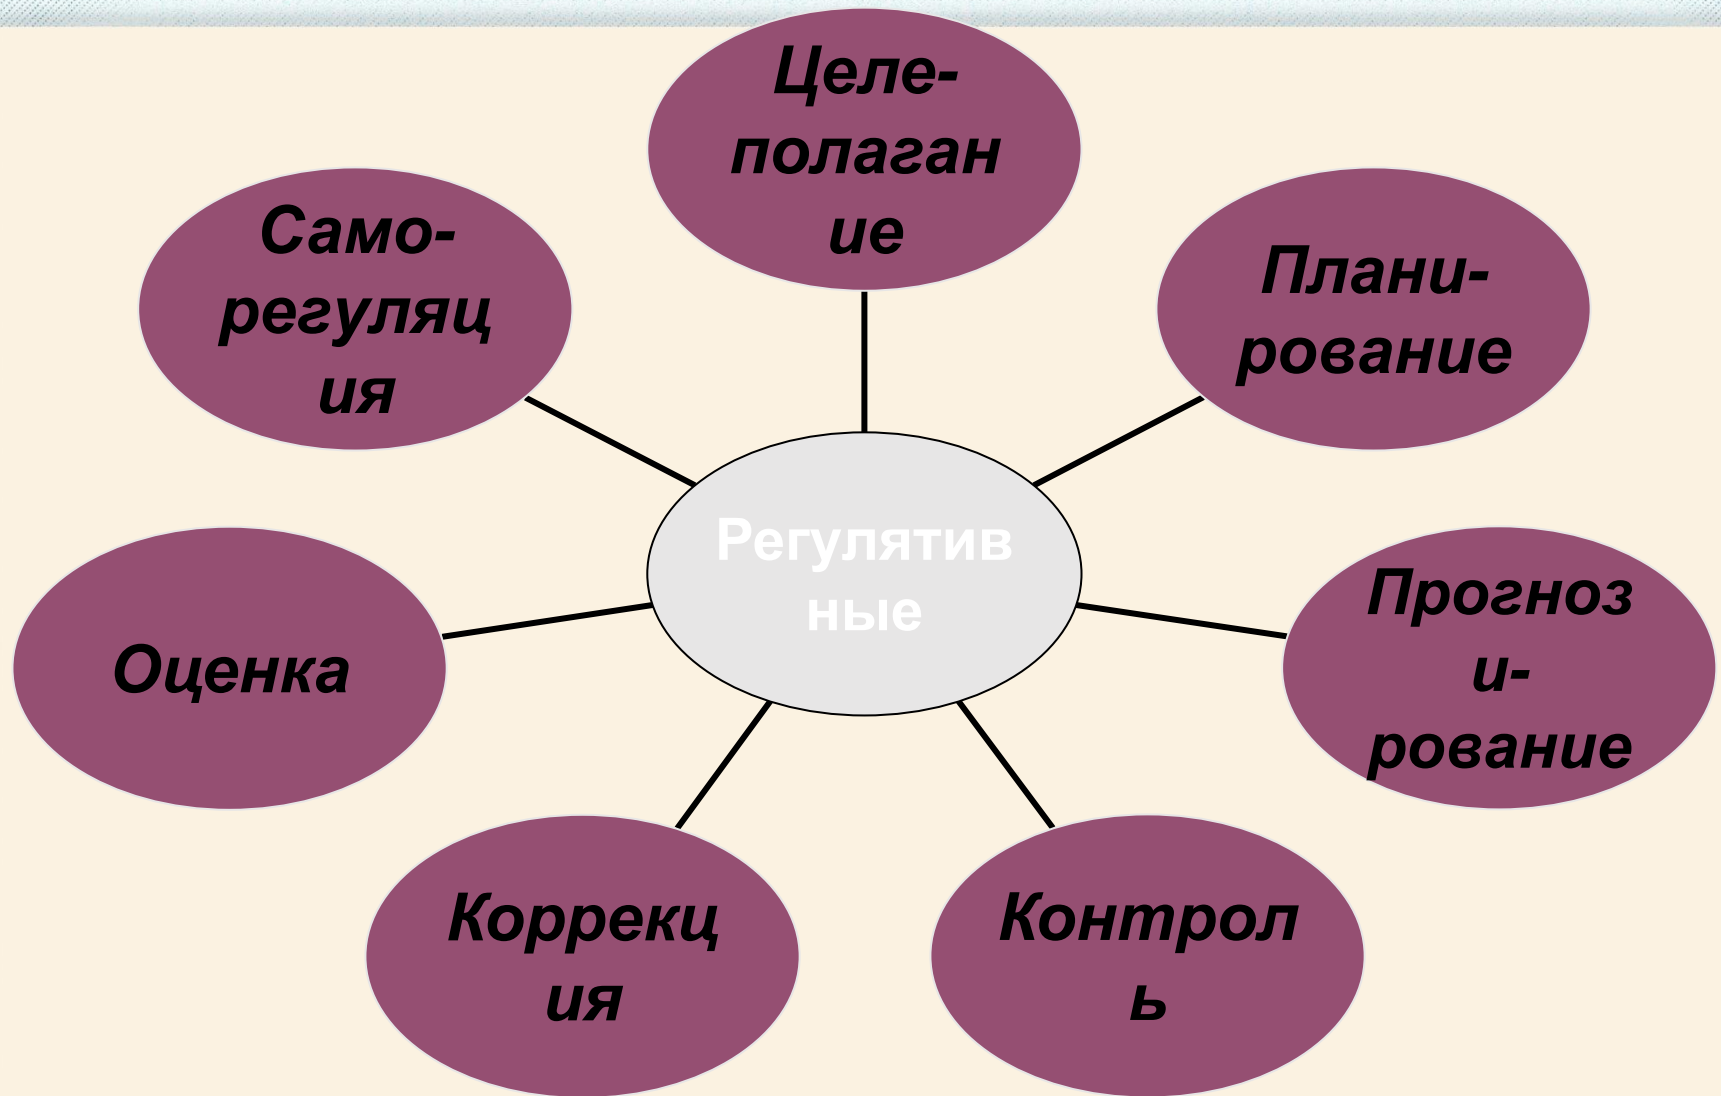 Целе-
полаган
ие
Плани-
рование
Прогноз
и-
рование
Контрол
ь
Коррекц
ия
Оценка
Само-
регуляц
ия
Регулятив
ные